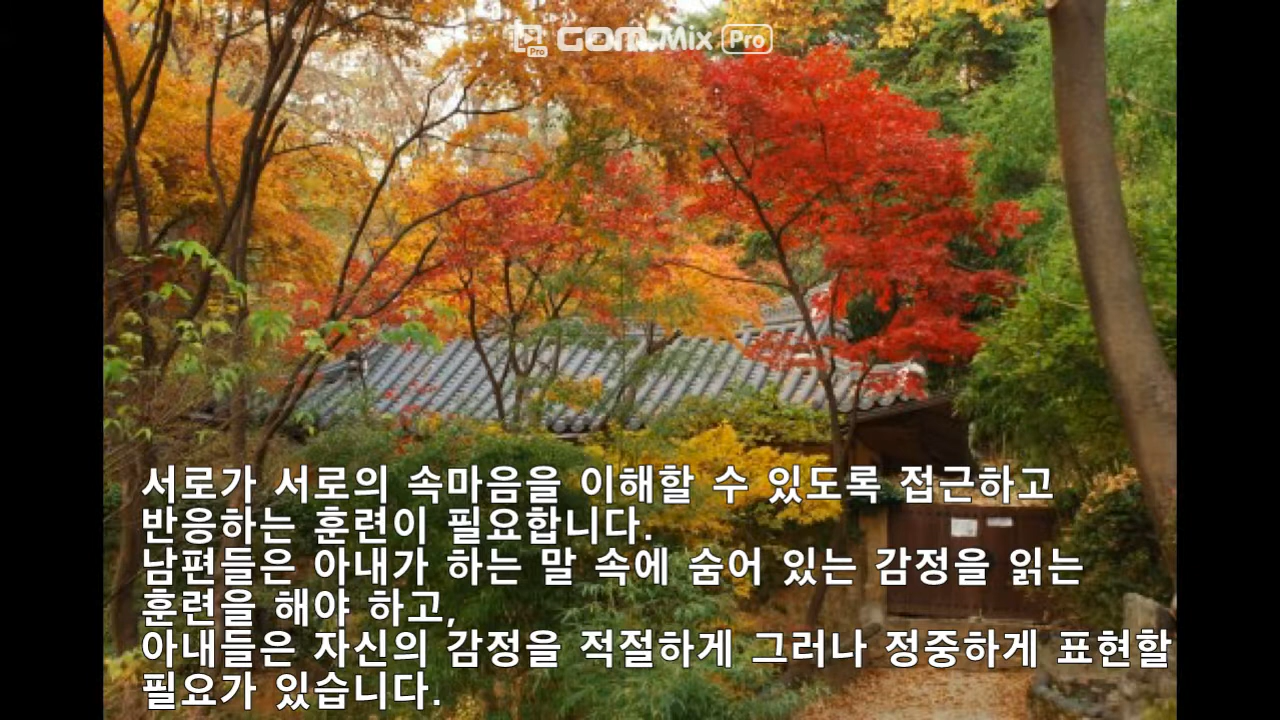 GOM Mix Pro
Pro
서로가 서로의 속마음을 이해할 수 있도록 접근하고
반응하는 훈련이 필요합니다.
남편들은 아내가 하는 말 속에 숨어 있는 감정을 읽는
훈련을 해야 하고,
아내들은 자신의 감정을 적절하게 그러나 정중하게 표현할
필요가 있습니다.